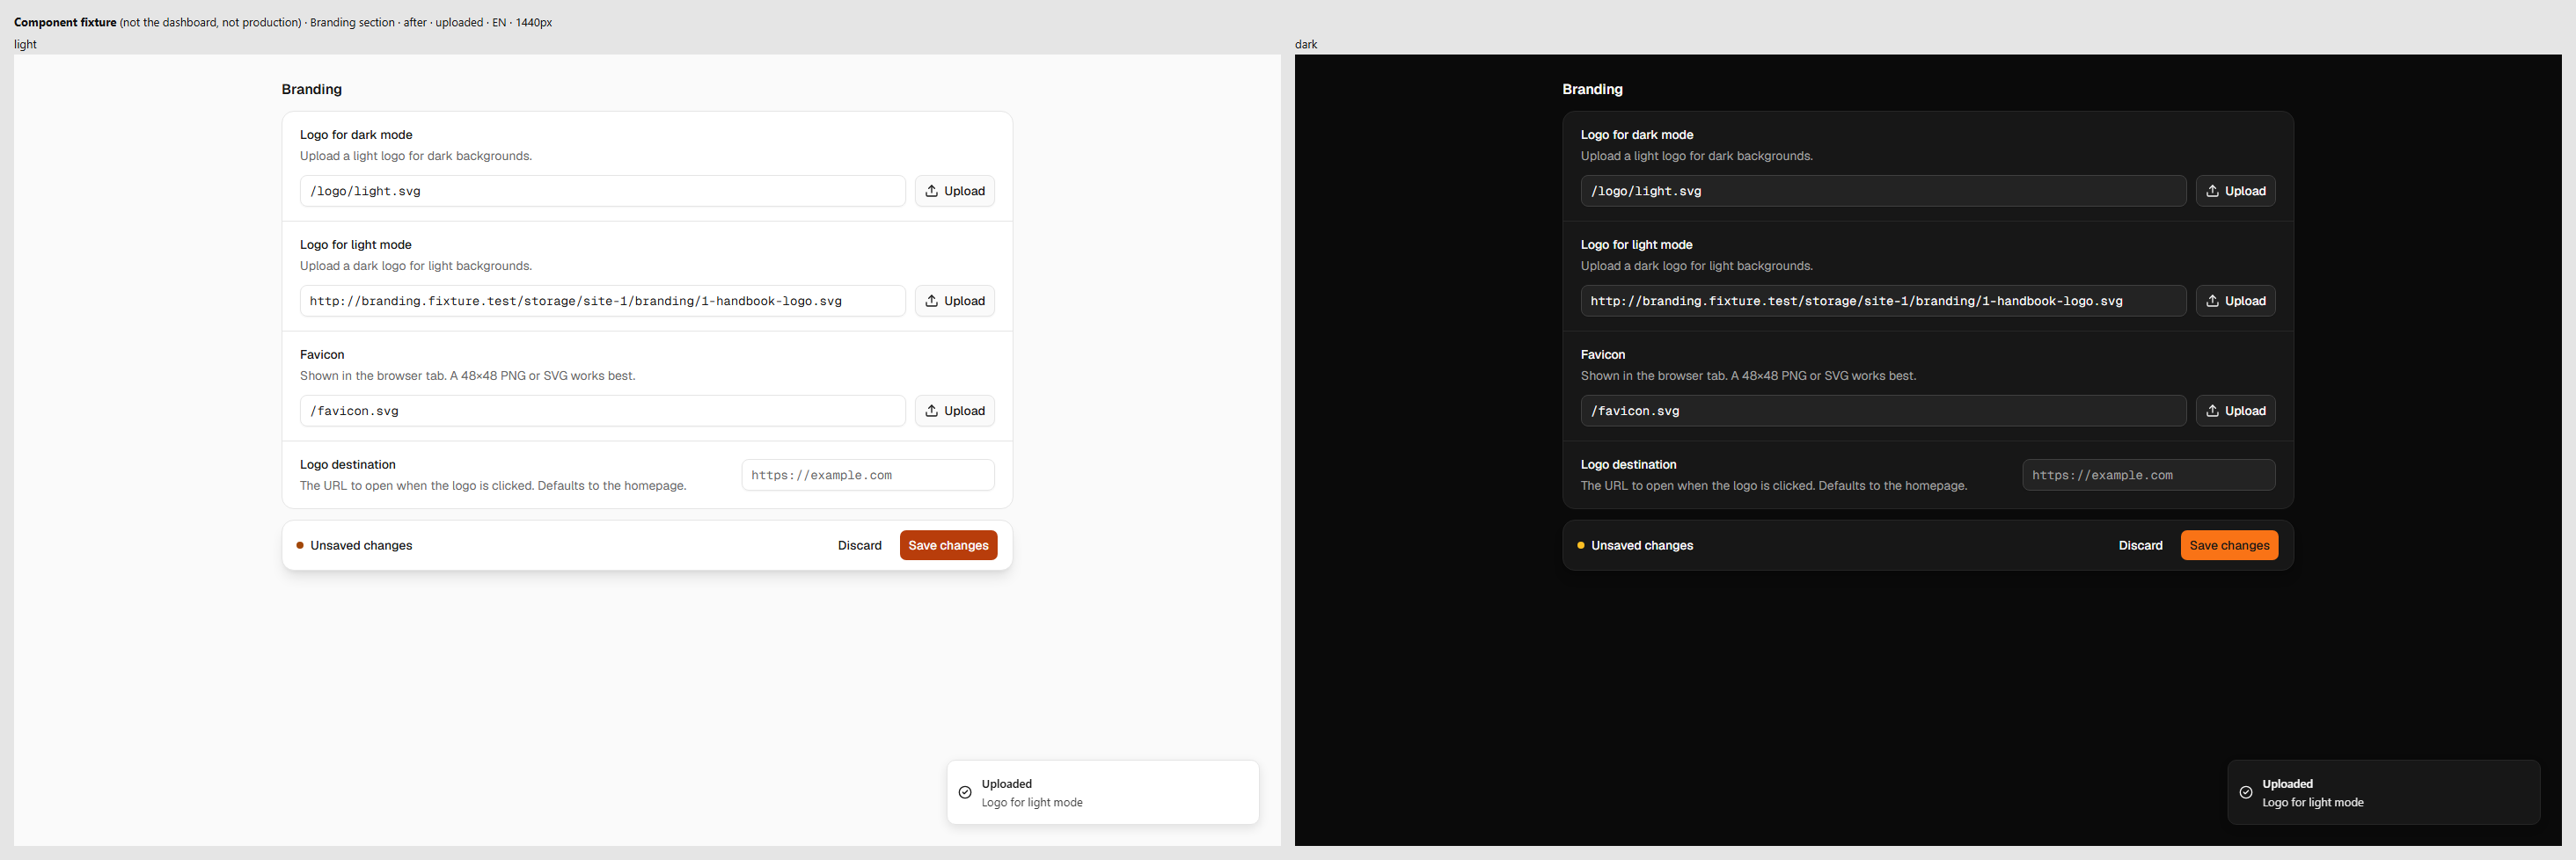 Component fixture (not the dashboard, not production) · Branding section · after · uploaded · EN · 1440px
light
Branding
Logo for dark mode
Upload a light logo for dark backgrounds.
/logo/light.svg
Upload
Logo for light mode
Upload a dark logo for light backgrounds.
http://branding.fixture.test/storage/site-1/branding/1-handbook-logo.svg
Upload
Favicon
Shown in the browser tab. A 48×48 PNG or SVG works best.
/favicon.svg
Upload
Logo destination
The URL to open when the logo is clicked. Defaults to the homepage.
https://example.com
Unsaved changes
Discard
Save changes
Uploaded
Logo for light mode
dark
Branding
Logo for dark mode
Upload a light logo for dark backgrounds.
/logo/light.svg
Upload
Logo for light mode
Upload a dark logo for light backgrounds.
http://branding.fixture.test/storage/site-1/branding/1-handbook-logo.svg
Upload
Favicon
Shown in the browser tab. A 48×48 PNG or SVG works best.
/favicon.svg
Upload
Logo destination
The URL to open when the logo is clicked. Defaults to the homepage.
https://example.com
Unsaved changes
Discard
Save changes
Uploaded
Logo for light mode